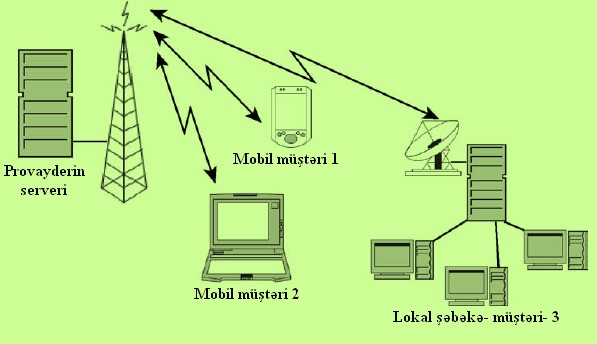 Mobil müştəri 1
Provayderin
serveri
Mobil müştəri 2
Lokal şəbəkə- müştəri- 3